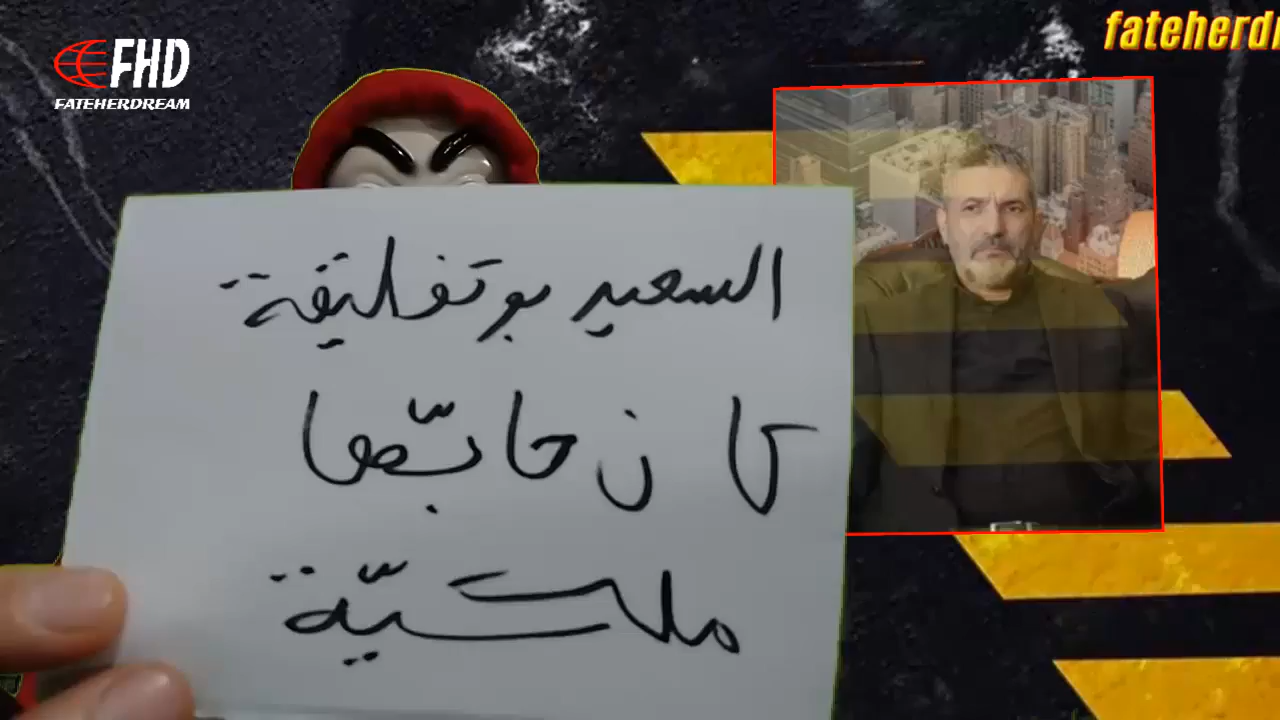 FHD
FATEHERDREAM
fateherd
السعيد بوتفليقة
كان حابّها
ملكيّة